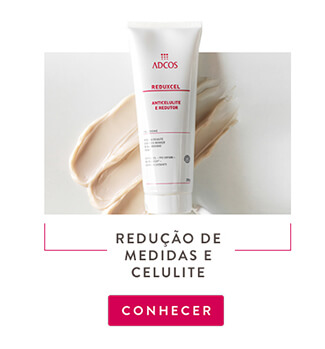 ADCOS
REDUXCEL
ANTICELULITE
E REDUTOR
REDUÇÃO DE
MEDIDAS E
CELULITE
CONHECER